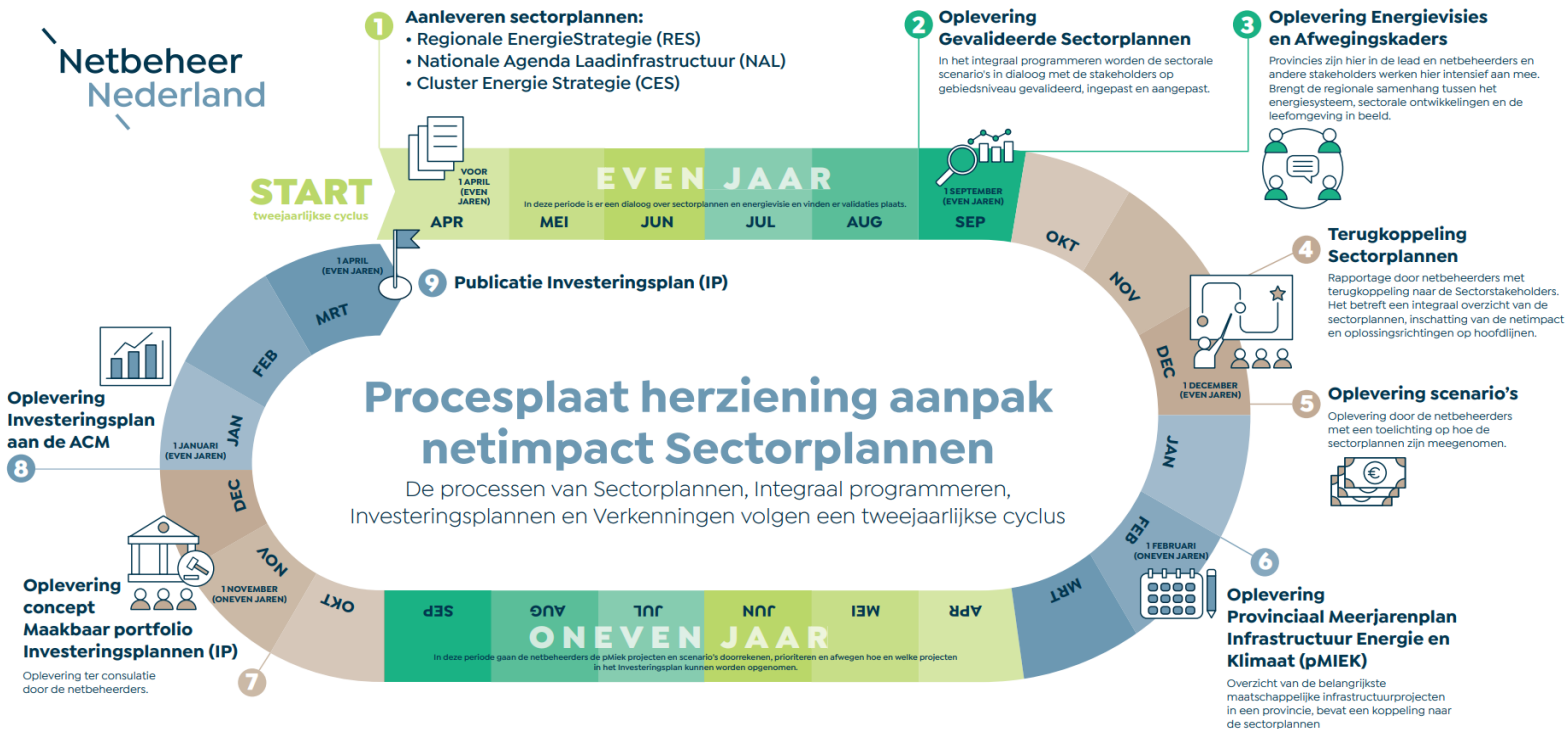 Netbeheer
Nederland
1
Aanleveren sectorplannen:
• Regionale EnergieStrategie (RES)
• Nationale Agenda Laadinfrastructuur (NAL)
• Cluster Energie Strategie (CES)
2
Oplevering
Gevalideerde Sectorplannen
In het integraal programmeren worden de sectorale
scenario's in dialoog met de stakeholders op
gebiedsniveau gevalideerd, ingepast en aangepast.
3
Oplevering Energievisies
en Afwegingskaders
Provincies zijn hier in de lead en netbeheerders en
andere stakeholders werken hier intensief aan mee.
Brengt de regionale samenhang tussen het
energiesysteem, sectorale ontwikkelingen en de
leefomgeving in beeld.
START
tweejaarlijkse cyclus
VOOR
1 APRIL
(EVEN
JAREN)
EVEN JAAR
In deze periode is er een dialoog over sectorplannen en energievisie en vinden er validaties plaats.
1 SEPTEMBER
(EVEN JAREN)
APR
MEI
JUN
JUL
AUG
SEP
OKT
NOV
DEC
1 DECEMBER
(EVEN JAREN)
4
Terugkoppeling
Sectorplannen
Rapportage door netbeheerders met
terugkoppeling naar de Sectorstakeholders.
Het betreft een integraal overzicht van de
sectorplannen, inschatting van de netimpact
en oplossingsrichtingen op hoofdlijnen.
5
Oplevering scenario's
Oplevering door de netbeheerders
met een toelichting op hoe de
sectorplannen zijn meegenomen.
€
JAN
FEB
1 FEBRUARI
(ONEVEN JAREN)
MRT
6
Oplevering
Provinciaal Meerjarenplan
Infrastructuur Energie en
Klimaat (pMIEK)
Overzicht van de belangrijkste
maatschappelijke infrastructuurprojecten
in een provincie, bevat een koppeling naar
de sectorplannen
APR
MEI
JUN
JUL
AUG
SEP
ONEVEN JAAR
In deze periode gaan de netbeheerders de pMiek projecten en scenario's doorrekenen, prioriteren en afwegen hoe en welke projecten
in het Investeringsplan kunnen worden opgenomen.
OKT
NOV
1 NOVEMBER
(ONEVEN JAREN)
DEC
7
Oplevering
concept
Maakbaar portfolio
Investeringsplannen (IP)
Oplevering ter consulatie
door de netbeheerders.
JAN
1 JANUARI
(EVEN JAREN)
8
Oplevering
Investeringsplan
aan de ACM
FEB
MRT
1 APRIL
(EVEN JAREN)
9
Publicatie Investeringsplan (IP)
Procesplaat herziening aanpak
netimpact Sectorplannen
De processen van Sectorplannen, Integraal programmeren,
Investeringsplannen en Verkenningen volgen een tweejaarlijkse cyclus